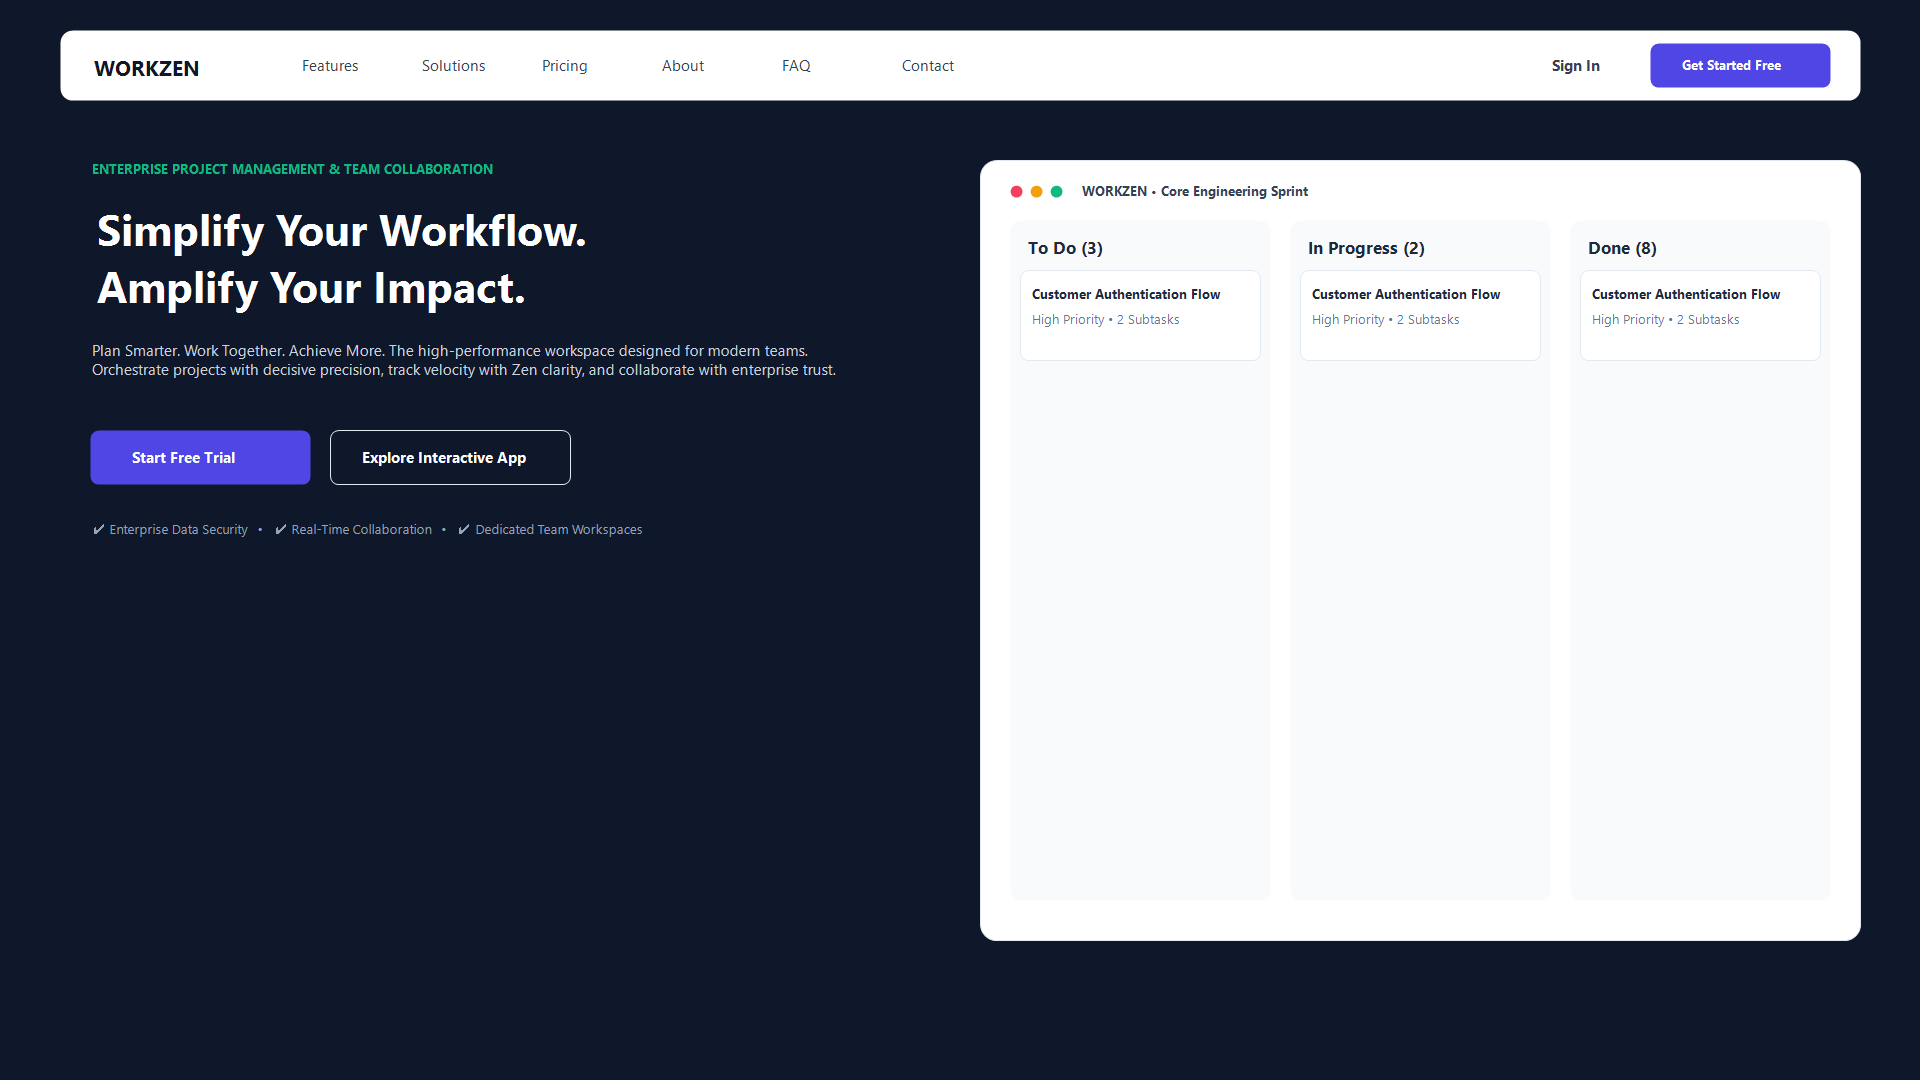 WORKZEN
Features
Solutions
Pricing
About
FAQ
Contact
Sign In
Get Started Free
ENTERPRISE PROJECT MANAGEMENT & TEAM COLLABORATION
Simplify Your Workflow.
Amplify Your Impact.
Plan Smarter. Work Together. Achieve More. The high-performance workspace designed for modern teams.
Orchestrate projects with decisive precision, track velocity with Zen clarity, and collaborate with enterprise trust.
Start Free Trial
Explore Interactive App
✔ Enterprise Data Security • ✔ Real-Time Collaboration • ✔ Dedicated Team Workspaces
WORKZEN • Core Engineering Sprint
To Do (3)
Customer Authentication Flow
High Priority • 2 Subtasks
In Progress (2)
Customer Authentication Flow
High Priority • 2 Subtasks
Done (8)
Customer Authentication Flow
High Priority • 2 Subtasks